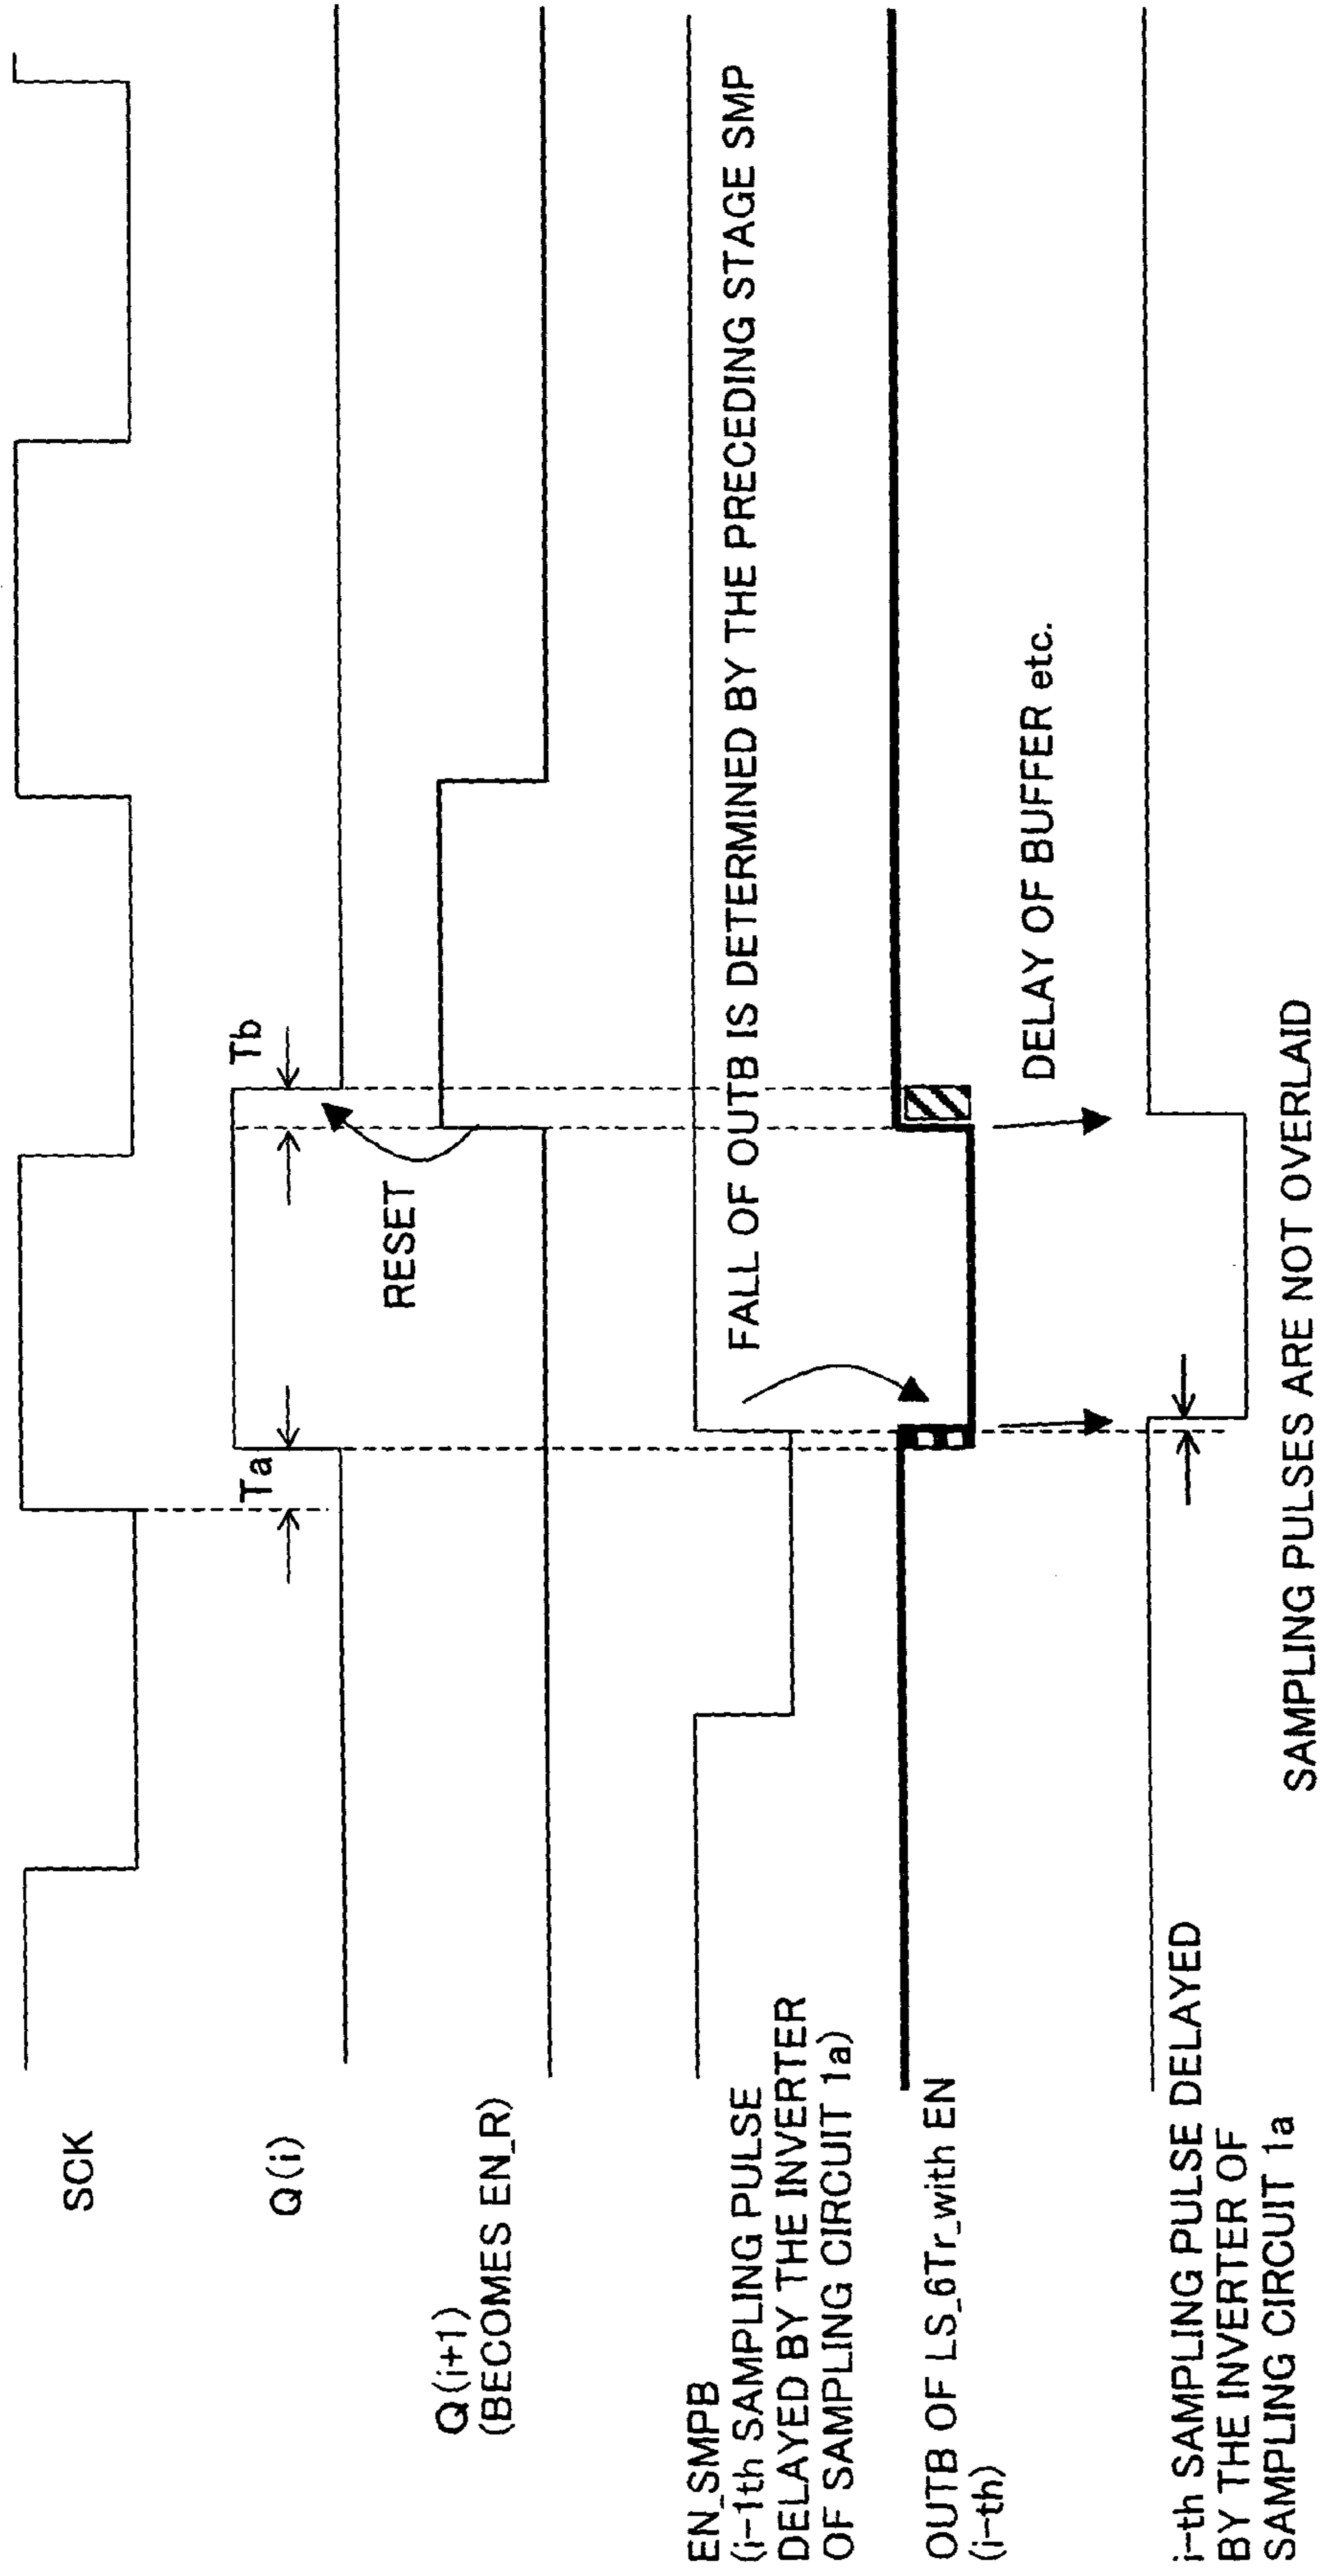 SCK
Q(i)
Q(i+1)
(BECOMES EN_R)
EN_SMPB
(i-1th SAMPLING PULSE
DELAYED BY THE INVERTER
OF SAMPLING CIRCUIT 1a)
OUTB OF LS_6Tr_with EN
(i-th)
i-th SAMPLING PULSE DELAYED
BY THE INVERTER OF
SAMPLING CIRCUIT 1a
Ta
Tb
RESET
FALL OF OUTB IS DETERMINED BY THE PRECEDING STAGE SMP
DELAY OF BUFFER etc.
SAMPLING PULSES ARE NOT OVERLAID